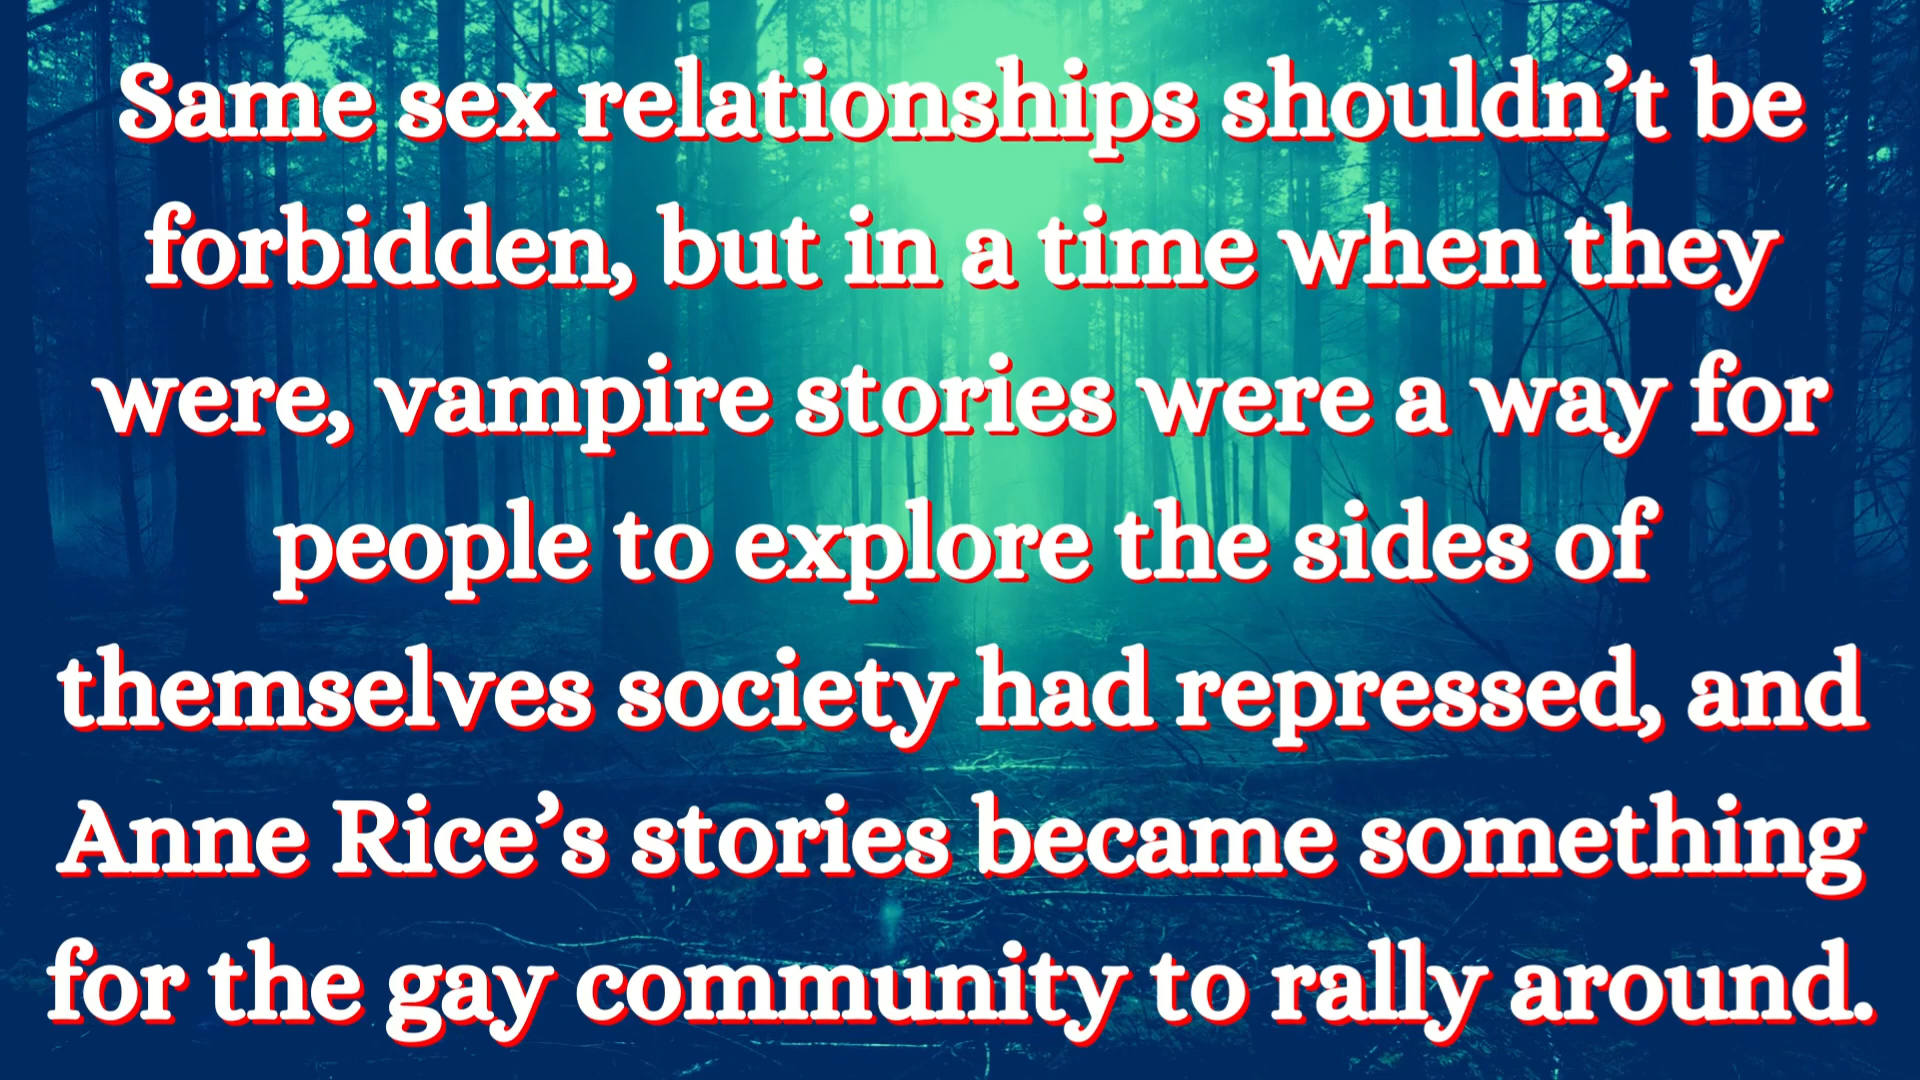 Same sex relationships shouldn’t be
forbidden, but in a time when they
were, vampire stories were a way for
people to explore the sides of
themselves society had repressed, and
Anne Rice’s stories became something
for the gay community to rally around.